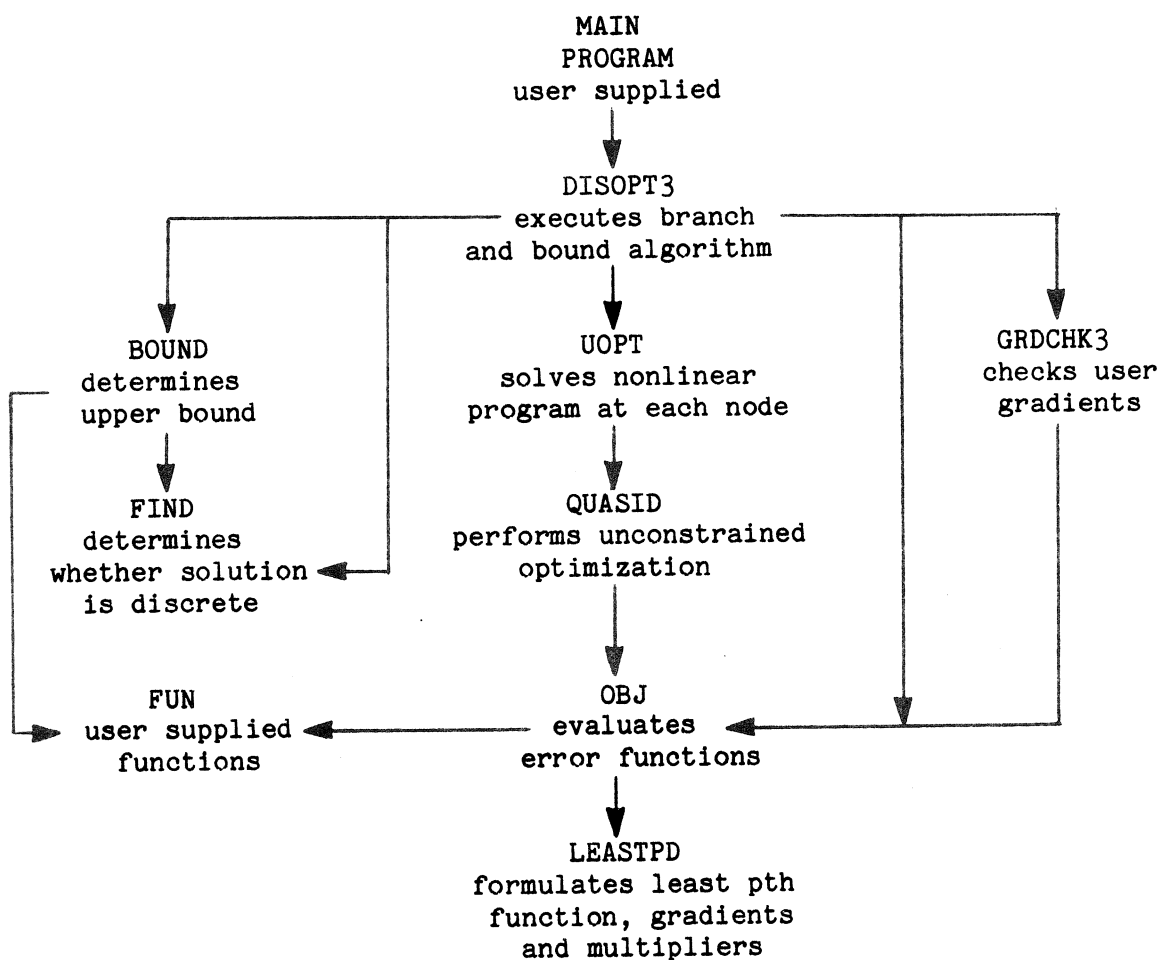 MAIN
PROGRAM
user supplied
DISOPT3
executes branch
and bound algorithm
BOUND
determines
upper bound
UOPT
solves nonlinear
program at each node
GRDCHK3
checks user
gradients
FIND
determines
whether solution
is discrete
QUASID
performs unconstrained
optimization
FUN
user supplied
functions
OBJ
evaluates
error functions
LEASTPD
formulates least pth
function, gradients
and multipliers